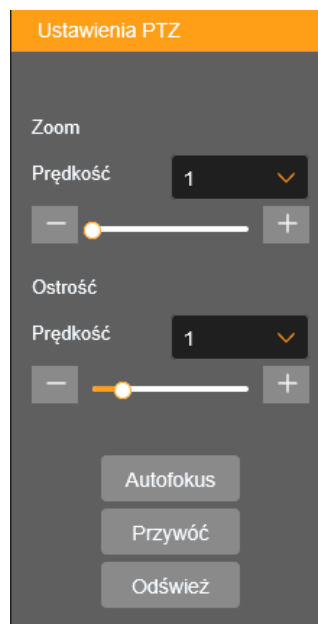 Ustawienia PTZ
Zoom
Prędkość 1
Ostrość
Prędkość 1
Autofokus
Przywóć
Odśwież